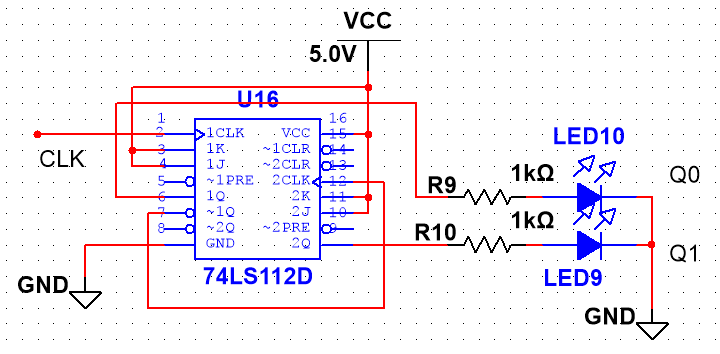 VCC
5.0V
U16
1 16
2 1CLK VCC 15
3 1K ~1CLR 14
4 1J ~2CLR 13
5 ~1PRE 2CLK 12
6 1Q 2K 11
7 ~1Q 2J 10
8 ~2Q ~2PRE 9
GND 2Q
74LS112D
CLK
GND
LED10
R9 1kΩ Q0
R10 1kΩ Q1
LED9
GND